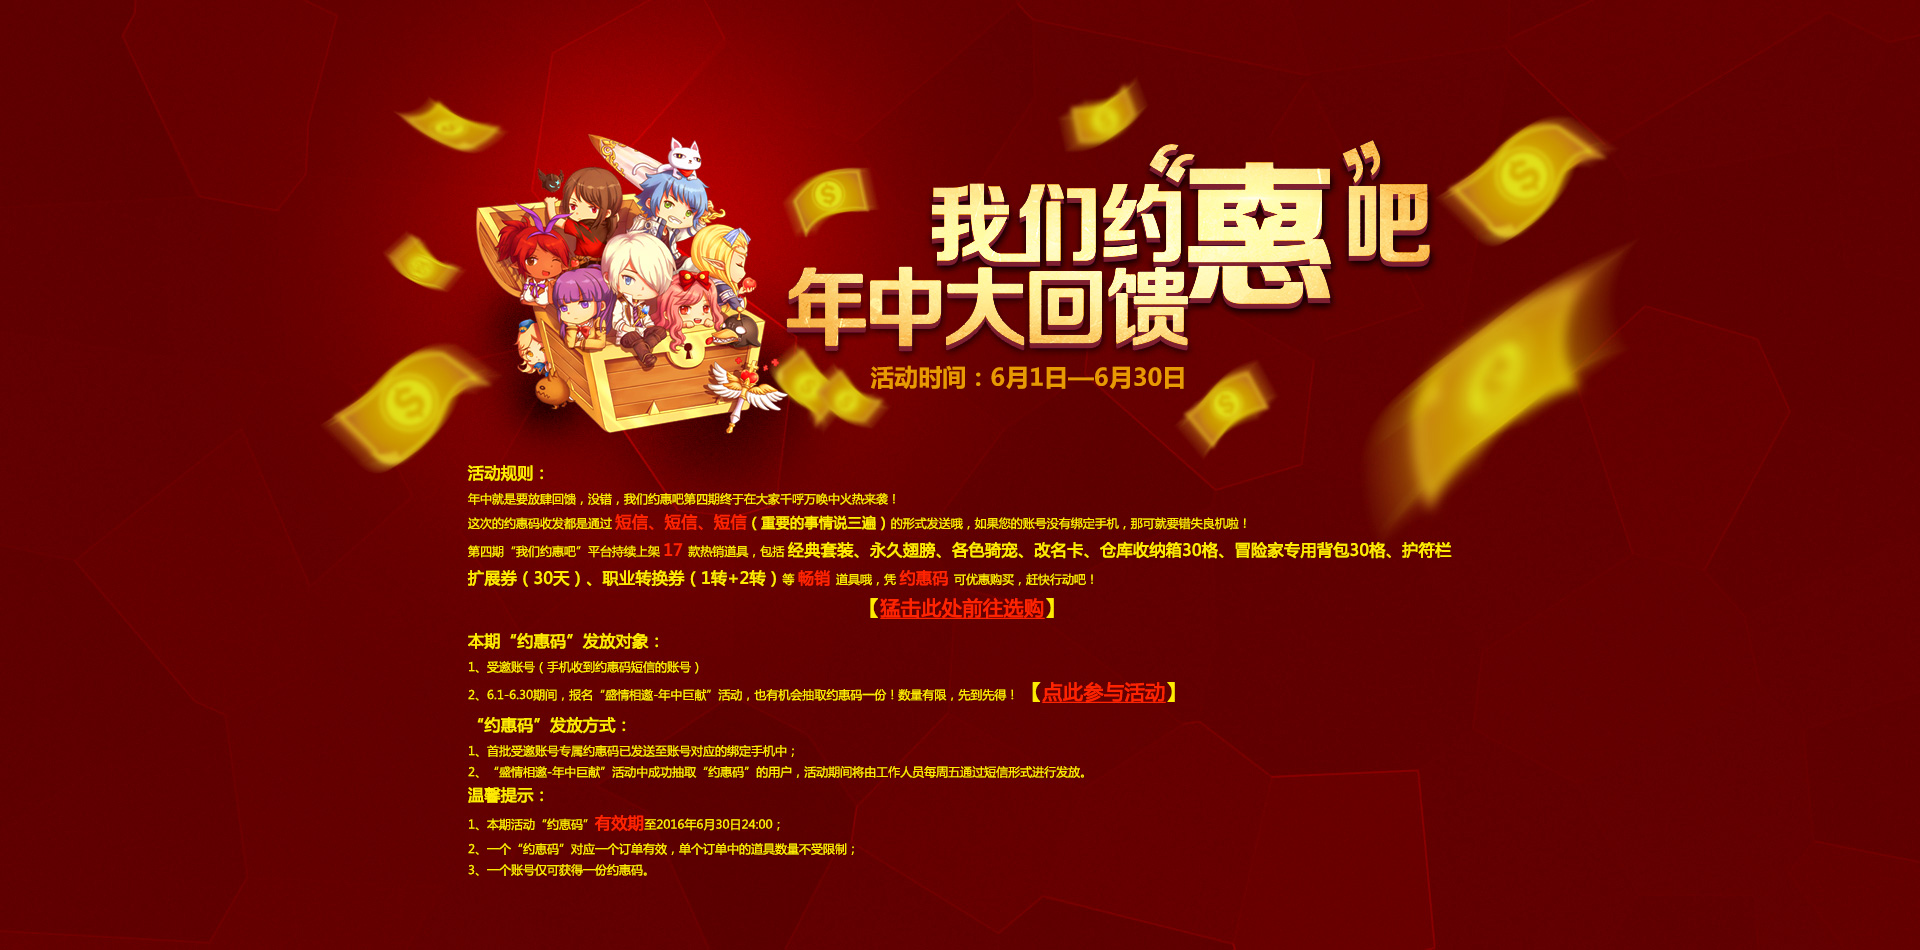 我们约“惠”吧
年中大回馈
活动时间：6月1日—6月30日
活动规则：
年中就是要放肆回馈，没错，我们约惠吧第四期终于在大家千呼万唤中火热来袭！
这次的约惠码收发都是通过 短信、短信、短信（重要的事情说三遍）的形式发送哦，如果您的账号没有绑定手机，那可就要错失良机啦！
第四期“我们约惠吧”平台持续上架 17 款热销道具，包括 经典套装、永久翅膀、各色骑宠、改名卡、仓库收纳箱30格、冒险家专用背包30格、护符栏
扩展券（30天）、职业转换券（1转+2转）等 畅销 道具哦，凭 约惠码 可优惠购买，赶快行动吧！
【猛击此处前往选购】
本期“约惠码”发放对象：
1、受邀账号（手机收到约惠码短信的账号）
2、6.1-6.30期间，报名“盛情相邀-年中巨献”活动，也有机会抽取约惠码一份！数量有限，先到先得！ 【点此参与活动】
“约惠码”发放方式：
1、首批受邀账号专属约惠码已发送至账号对应的绑定手机中；
2、“盛情相邀-年中巨献”活动中成功抽取“约惠码”的用户，活动期间将由工作人员每周五通过短信形式进行发放。
温馨提示：
1、本期活动“约惠码”有效期至2016年6月30日24:00；
2、一个“约惠码”对应一个订单有效，单个订单中的道具数量不受限制；
3、一个账号仅可获得一份约惠码。